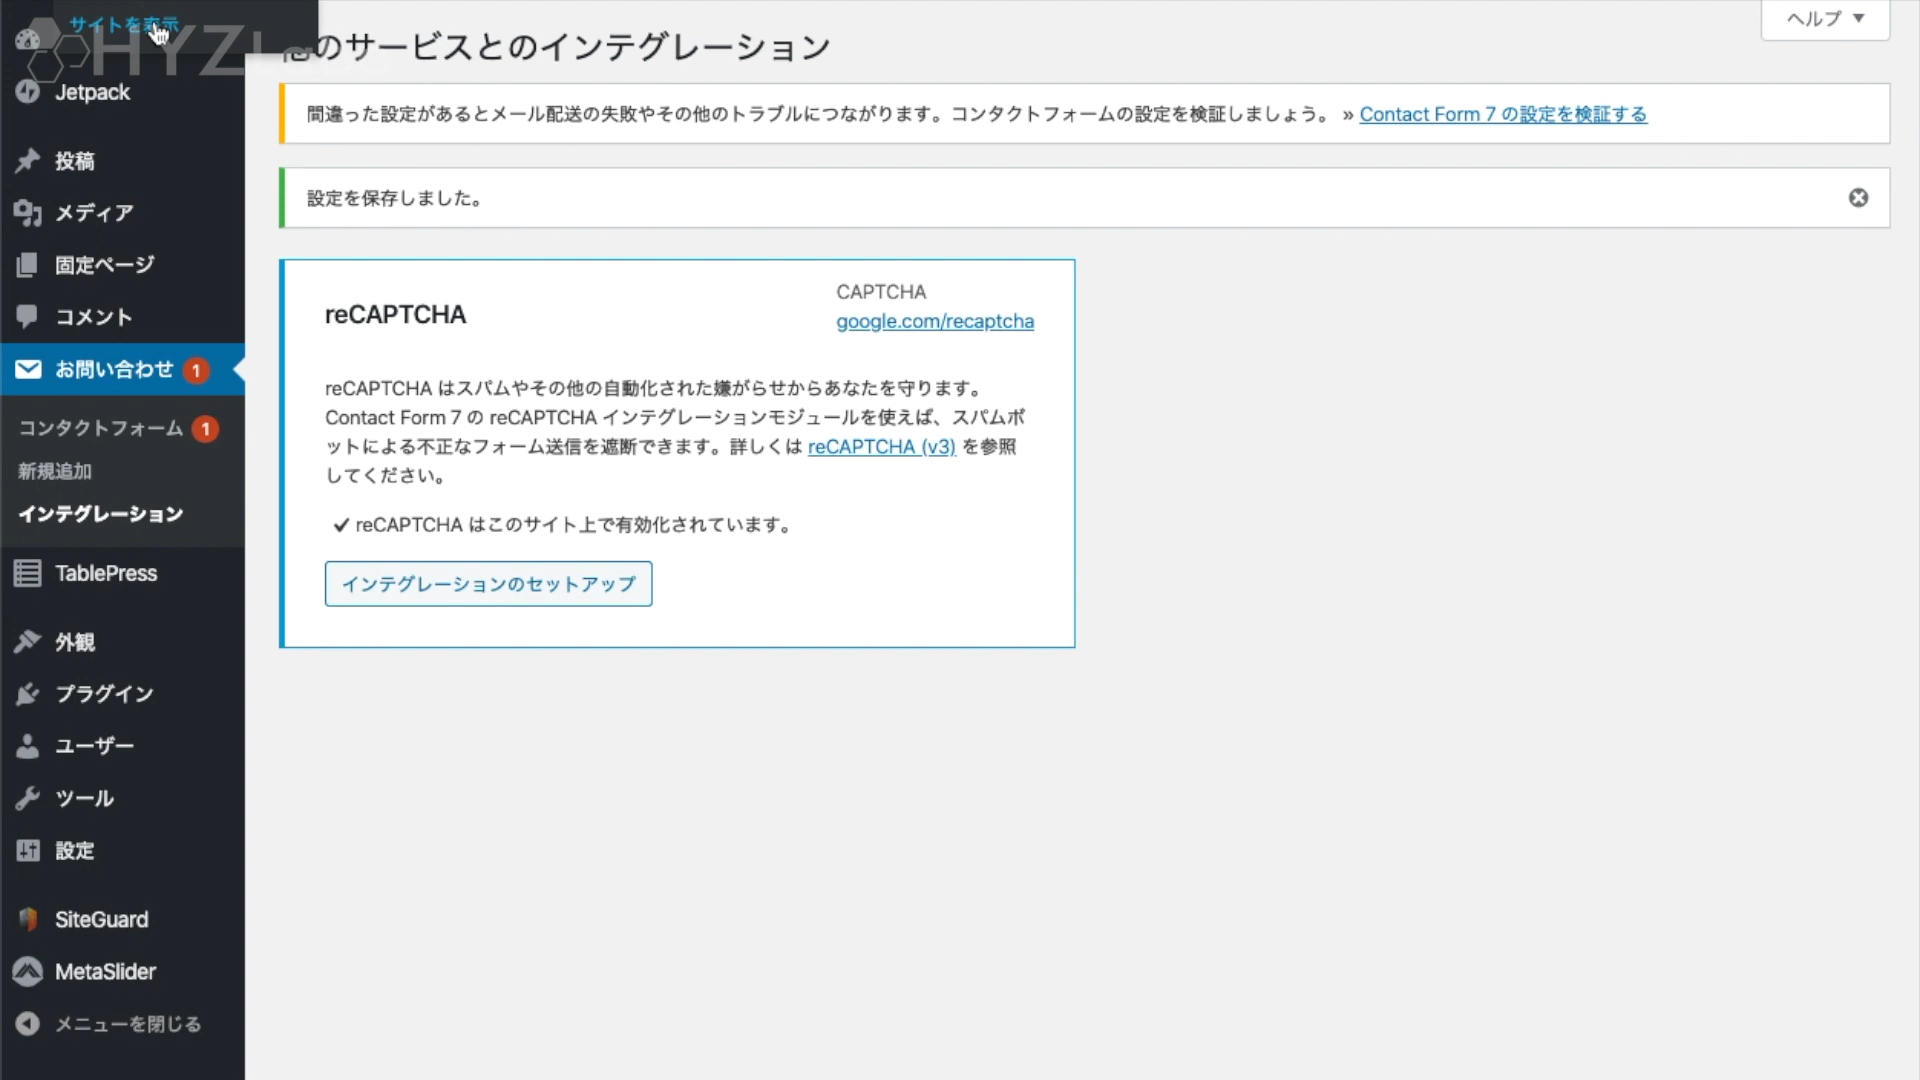 サイトを表示
HYZ
のサービスとのインテグレーション
ヘルプ ▼
Jetpack
投稿
メディア
固定ページ
コメント
お問い合わせ 1
コンタクトフォーム 1
新規追加
インテグレーション
TablePress
外観
プラグイン
ユーザー
ツール
設定
SiteGuard
MetaSlider
メニューを閉じる
間違った設定があるとメール配送の失敗やその他のトラブルにつながります。コンタクトフォームの設定を検証しましょう。 » Contact Form 7 の設定を検証する
設定を保存しました。
reCAPTCHA
CAPTCHA
google.com/recaptcha
reCAPTCHA はスパムやその他の自動化された嫌がらせからあなたを守ります。
Contact Form 7 の reCAPTCHA インテグレーションモジュールを使えば、スパムボ
ットによる不正なフォーム送信を遮断できます。詳しくは reCAPTCHA (v3) を参照
してください。
✓ reCAPTCHA はこのサイト上で有効化されています。
インテグレーションのセットアップ